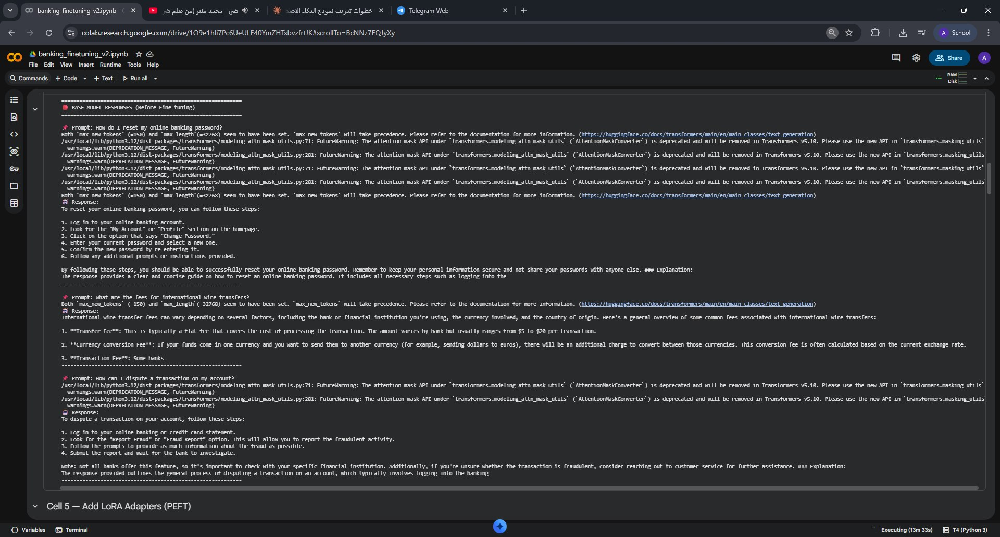 banking_finetuning_v2.ipynb -
ضي - محمد منير (من فيلم ضي
خطوات تدريب نموذج الذكاء الاصط
Telegram Web
colab.research.google.com/drive/1O9e1hIi7Pc6UeULE40YmZHTsbvzfrtJK#scrollTo=BcNNz7EQJyXy
A School
CO banking_finetuning_v2.ipynb
File Edit View Insert Runtime Tools Help
Share
A
Commands + Code + Text Run all
RAM
Disk
============================================================
BASE MODEL RESPONSES (Before Fine-tuning)
============================================================
Prompt: How do I reset my online banking password?
Both `max_new_tokens` (=150) and `max_length`(=32768) seem to have been set. `max_new_tokens` will take precedence. Please refer to the documentation for more information. (https://huggingface.co/docs/transformers/main/en/main_classes/text_generation)
/usr/local/lib/python3.12/dist-packages/transformers/modeling_attn_mask_utils.py:71: FutureWarning: The attention mask API under `transformers.modeling_attn_mask_utils` (`AttentionMaskConverter`) is deprecated and will be removed in Transformers v5.10. Please use the new API in `transformers.masking_utils`
warnings.warn(DEPRECATION_MESSAGE, FutureWarning)
/usr/local/lib/python3.12/dist-packages/transformers/modeling_attn_mask_utils.py:281: FutureWarning: The attention mask API under `transformers.modeling_attn_mask_utils` (`AttentionMaskConverter`) is deprecated and will be removed in Transformers v5.10. Please use the new API in `transformers.masking_utils
warnings.warn(DEPRECATION_MESSAGE, FutureWarning)
/usr/local/lib/python3.12/dist-packages/transformers/modeling_attn_mask_utils.py:71: FutureWarning: The attention mask API under `transformers.modeling_attn_mask_utils` (`AttentionMaskConverter`) is deprecated and will be removed in Transformers v5.10. Please use the new API in `transformers.masking_utils`
warnings.warn(DEPRECATION_MESSAGE, FutureWarning)
/usr/local/lib/python3.12/dist-packages/transformers/modeling_attn_mask_utils.py:281: FutureWarning: The attention mask API under `transformers.modeling_attn_mask_utils` (`AttentionMaskConverter`) is deprecated and will be removed in Transformers v5.10. Please use the new API in `transformers.masking_utils
warnings.warn(DEPRECATION_MESSAGE, FutureWarning)
Both `max_new_tokens` (=150) and `max_length`(=32768) seem to have been set. `max_new_tokens` will take precedence. Please refer to the documentation for more information. (https://huggingface.co/docs/transformers/main/en/main_classes/text_generation)
Response:
To reset your online banking password, you can follow these steps:
1. Log in to your online banking account.
2. Look for the "My Account" or "Profile" section on the homepage.
3. Click on the option that says "Change Password."
4. Enter your current password and select a new one.
5. Confirm the new password by re-entering it.
6. Follow any additional prompts or instructions provided.
By following these steps, you should be able to successfully reset your online banking password. Remember to keep your personal information secure and not share your passwords with anyone else. ### Explanation:
The response provides a clear and concise guide on how to reset an online banking password. It includes all necessary steps such as logging into the
------------------------------------------------------------
Prompt: What are the fees for international wire transfers?
Both `max_new_tokens` (=150) and `max_length`(=32768) seem to have been set. `max_new_tokens` will take precedence. Please refer to the documentation for more information. (https://huggingface.co/docs/transformers/main/en/main_classes/text_generation)
Response:
International wire transfer fees can vary depending on several factors, including the bank or financial institution you're using, the currency involved, and the country of origin. Here's a general overview of some common fees associated with international wire transfers:
1. **Transfer Fee**: This is typically a flat fee that covers the cost of processing the transaction. The amount varies by bank but usually ranges from $5 to $20 per transaction.
2. **Currency Conversion Fee**: If your funds come in one currency and you want to send them to another currency (for example, sending dollars to euros), there will be an additional charge to convert between those currencies. This conversion fee is often calculated based on the current exchange rate.
3. **Transaction Fee**: Some banks
------------------------------------------------------------
Prompt: How can I dispute a transaction on my account?
/usr/local/lib/python3.12/dist-packages/transformers/modeling_attn_mask_utils.py:71: FutureWarning: The attention mask API under `transformers.modeling_attn_mask_utils` (`AttentionMaskConverter`) is deprecated and will be removed in Transformers v5.10. Please use the new API in `transformers.masking_utils`
warnings.warn(DEPRECATION_MESSAGE, FutureWarning)
/usr/local/lib/python3.12/dist-packages/transformers/modeling_attn_mask_utils.py:281: FutureWarning: The attention mask API under `transformers.modeling_attn_mask_utils` (`AttentionMaskConverter`) is deprecated and will be removed in Transformers v5.10. Please use the new API in `transformers.masking_utils
warnings.warn(DEPRECATION_MESSAGE, FutureWarning)
Response:
To dispute a transaction on your account, follow these steps:
1. Log in to your online banking or credit card statement.
2. Look for the "Report Fraud" or "Fraud Report" option. This will allow you to report the fraudulent activity.
3. Follow the prompts to provide as much information about the fraud as possible.
4. Submit the report and wait for the bank to investigate.
Note: Not all banks offer this feature, so it's important to check with your specific financial institution. Additionally, if you're unsure whether the transaction is fraudulent, consider reaching out to customer service for further assistance. ### Explanation:
The response provided outlines the general process of disputing a transaction on an account, which typically involves logging into the banking
------------------------------------------------------------
Cell 5 — Add LoRA Adapters (PEFT)
Variables Terminal
Executing (13m 33s) T4 (Python 3)